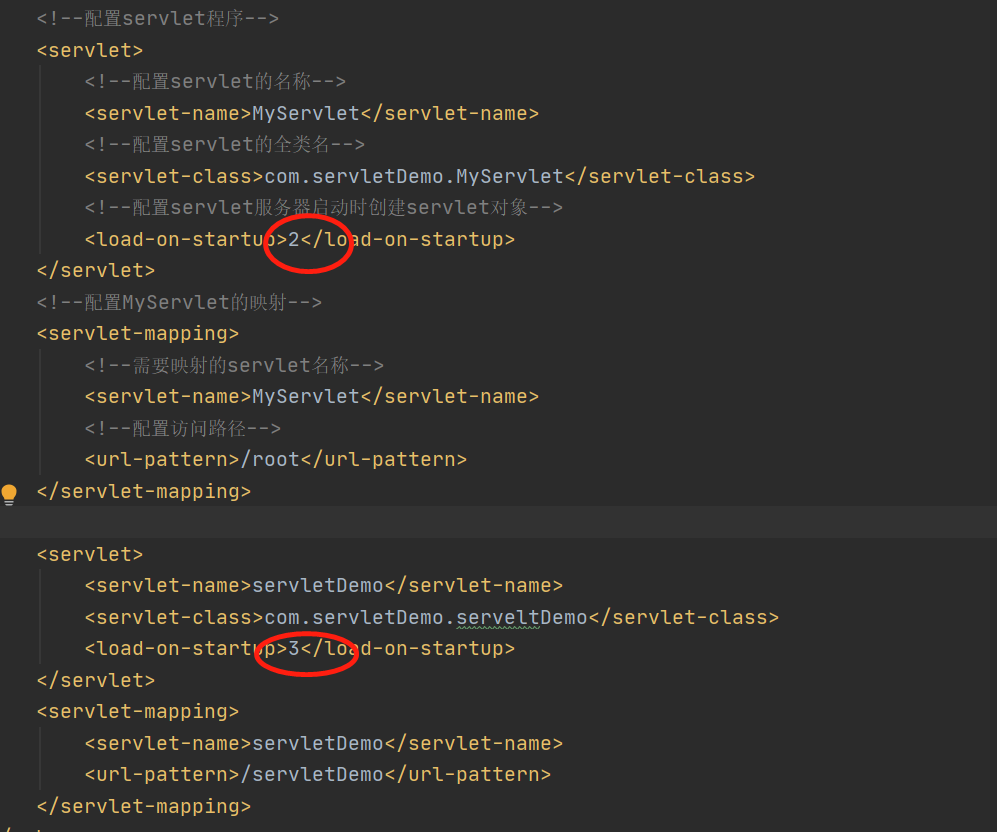 <!--配置servlet程序-->
<servlet>
<!--配置servlet的名称-->
<servlet-name>MyServlet</servlet-name>
<!--配置servlet的全类名-->
<servlet-class>com.servletDemo.MyServlet</servlet-class>
<!--配置servlet服务器启动时创建servlet对象-->
<load-on-startup>2</load-on-startup>
</servlet>
<!--配置MyServlet的映射-->
<servlet-mapping>
<!--需要映射的servlet名称-->
<servlet-name>MyServlet</servlet-name>
<!--配置访问路径-->
<url-pattern>/root</url-pattern>
</servlet-mapping>
<servlet>
<servlet-name>servletDemo</servlet-name>
<servlet-class>com.servletDemo.serveltDemo</servlet-class>
<load-on-startup>3</load-on-startup>
</servlet>
<servlet-mapping>
<servlet-name>servletDemo</servlet-name>
<url-pattern>/servletDemo</url-pattern>
</servlet-mapping>